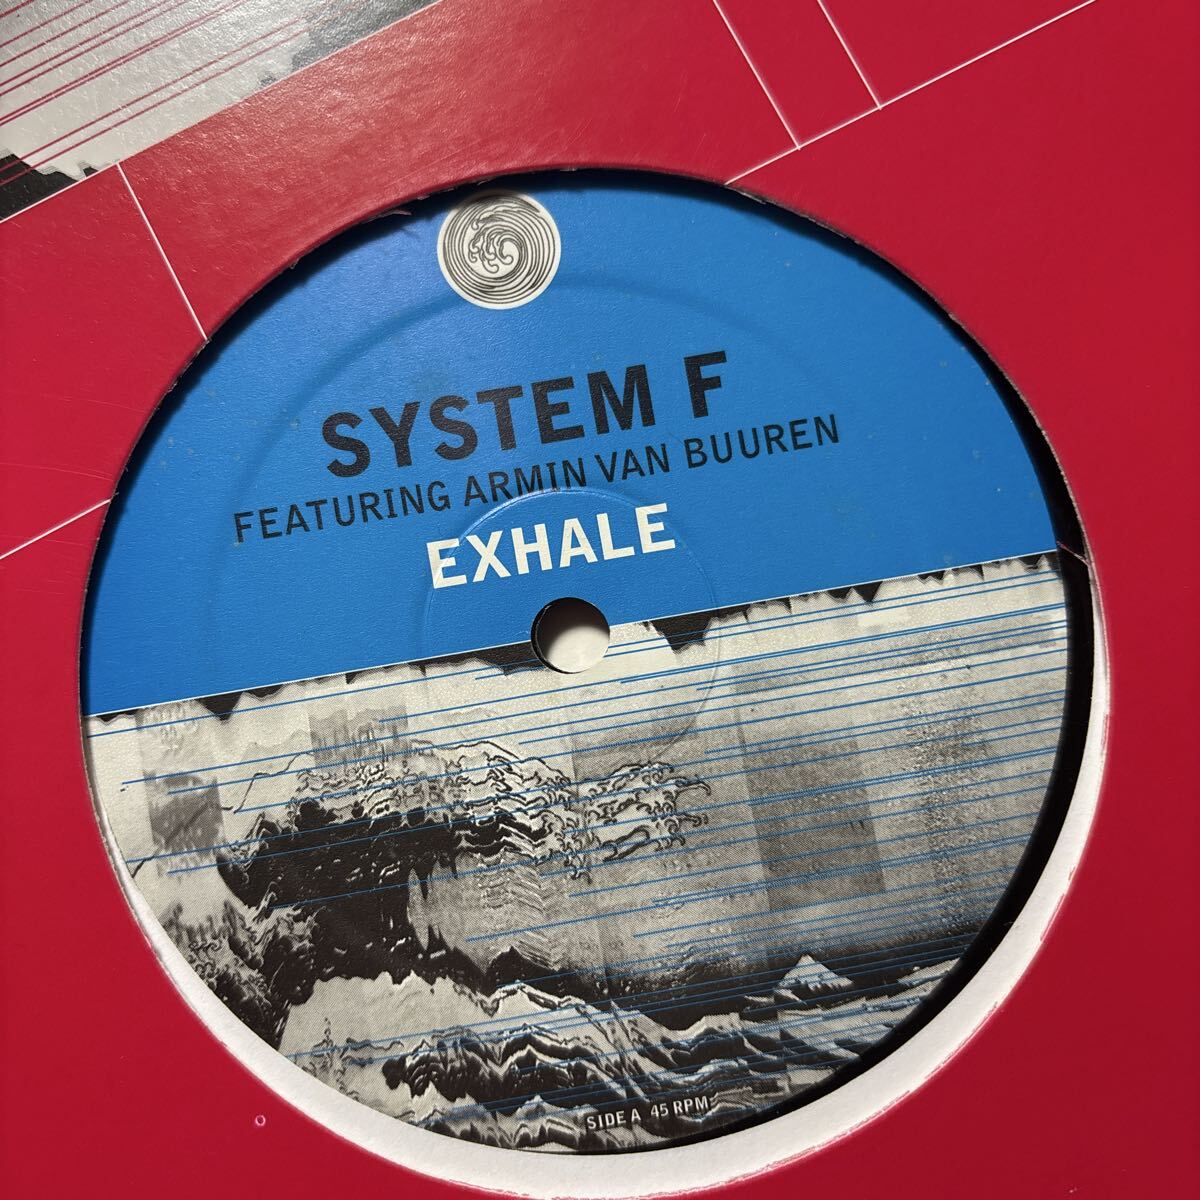 SYSTEM F
FEATURING ARMIN VAN BUUREN
EXHALE
SIDE A 45 RPM